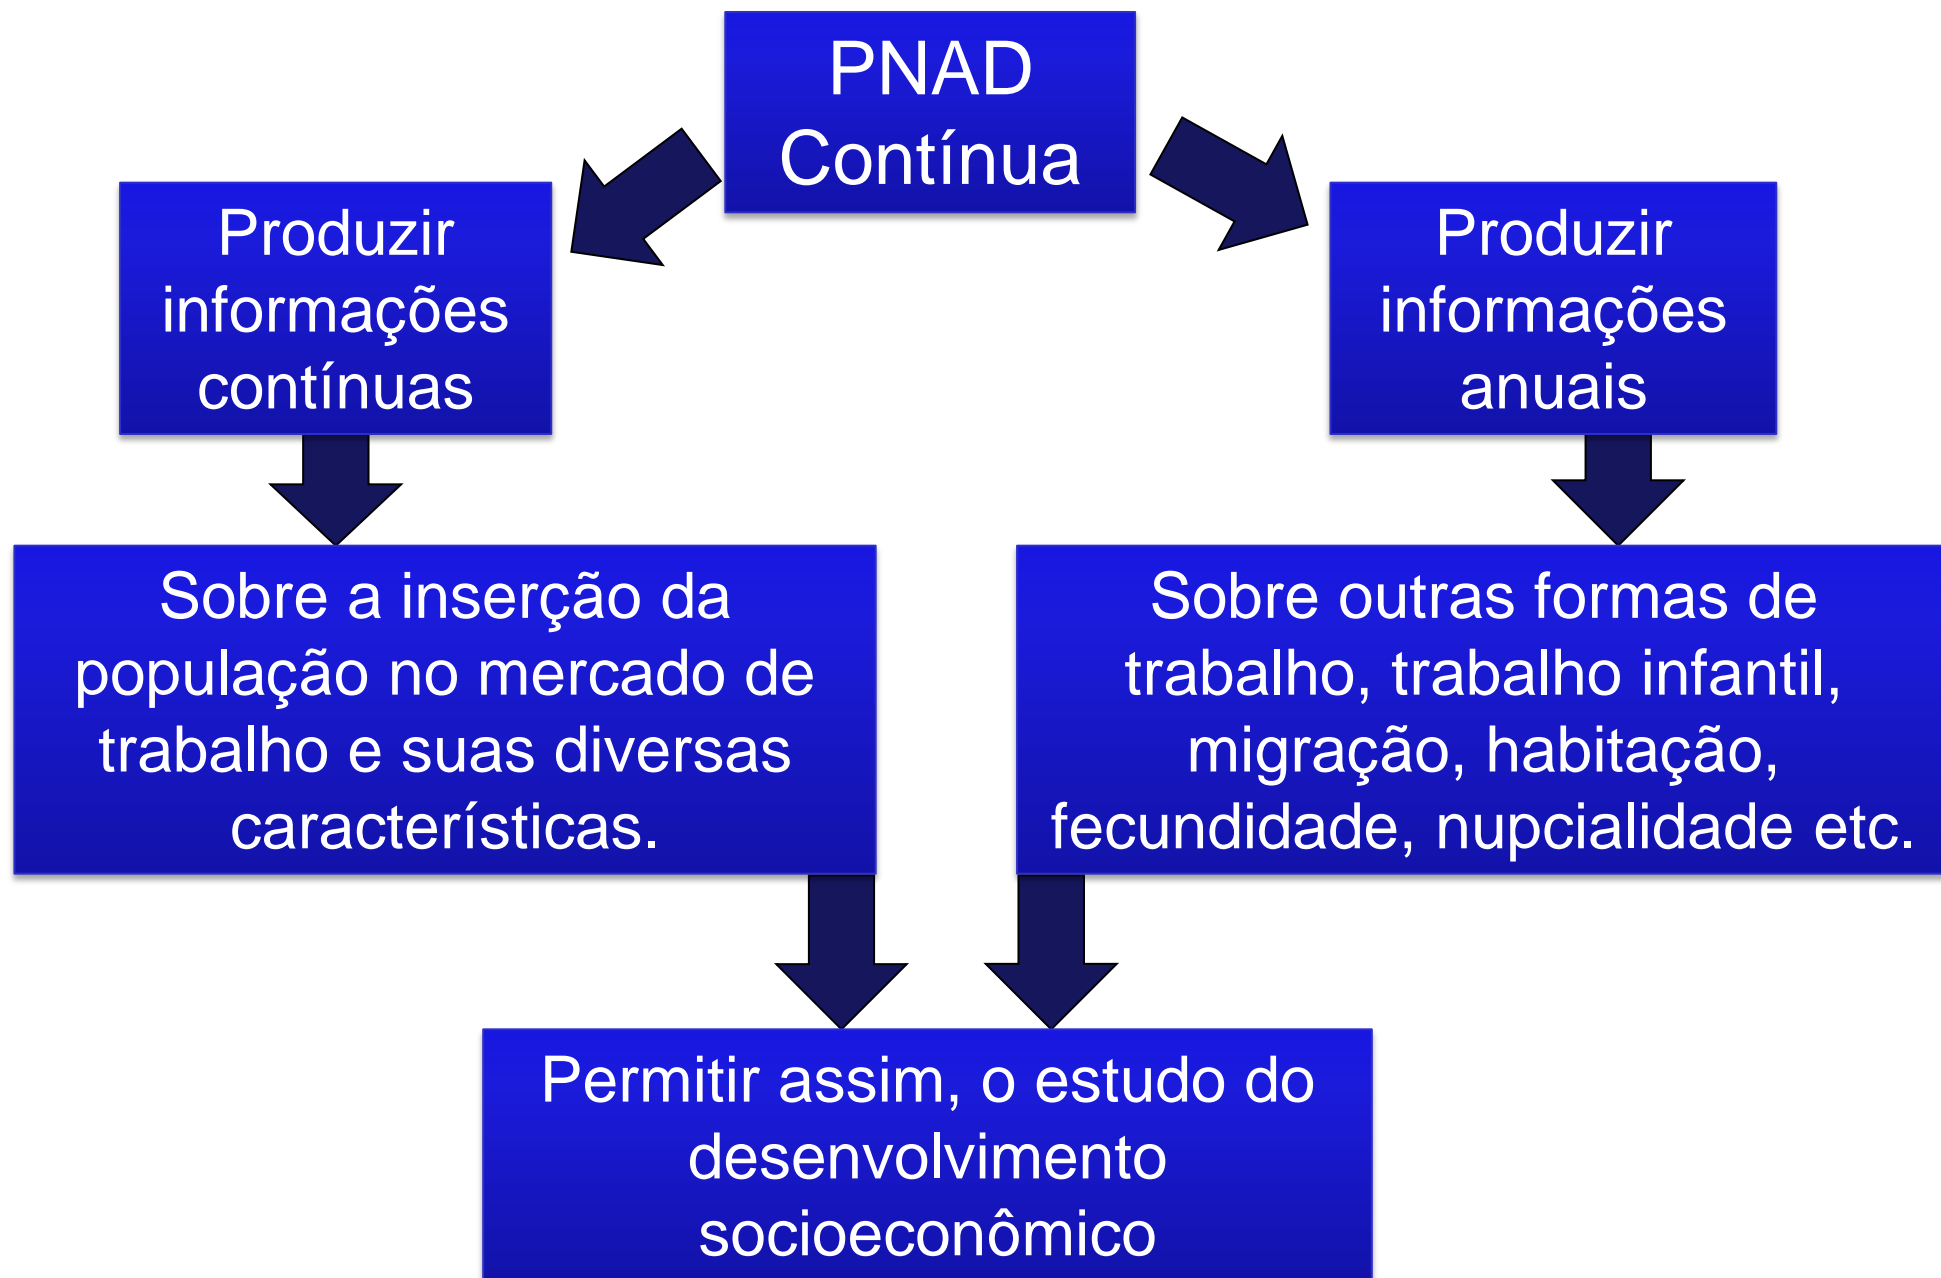 PNAD
Contínua
Produzir
informações
contínuas
Produzir
informações
anuais
Sobre a inserção da
população no mercado de
trabalho e suas diversas
características.
Sobre outras formas de
trabalho, trabalho infantil,
migração, habitação,
fecundidade, nupcialidade etc.
Permitir assim, o estudo do
desenvolvimento
socioeconômico